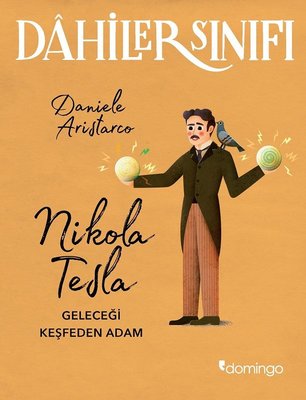 DÂHİLER SINIFI
Daniele
Aristarco
Nikola
Tesla
GELECEĞİ
KEŞFEDEN ADAM
domingo